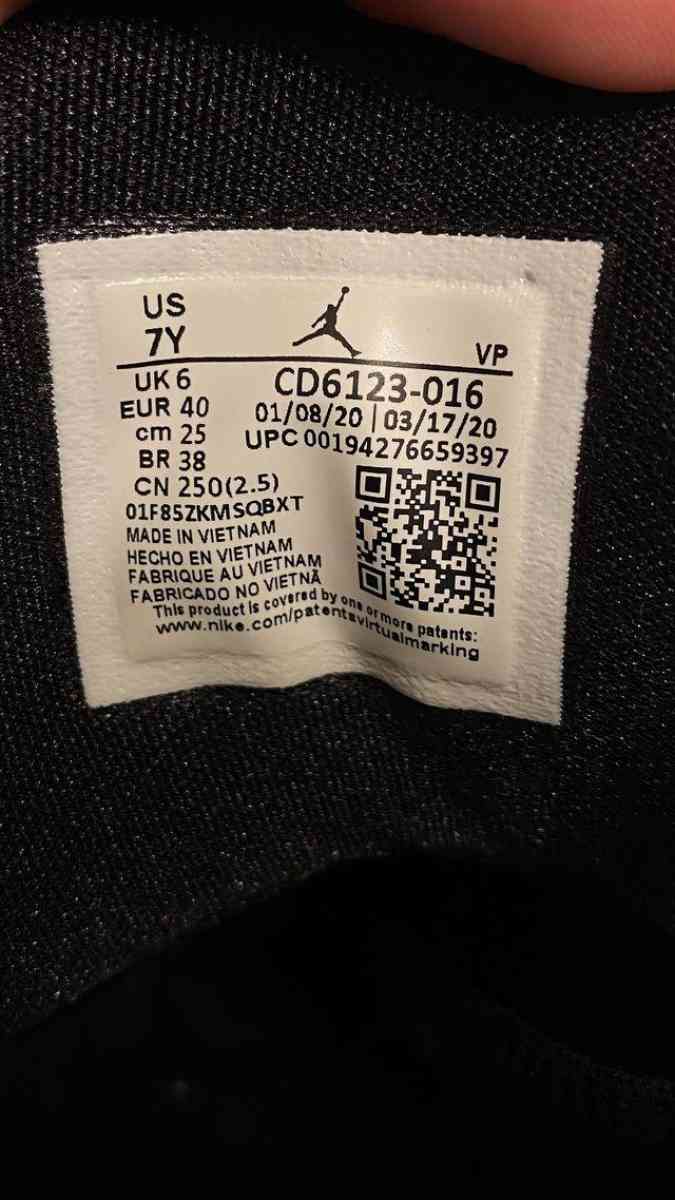 US
7Y
VP
UK 6
EUR 40
cm 25
BR 38
CN 250(2.5)
01F85ZKMSQBXT
CD6123-016
01/08/20 | 03/17/20
UPC 00194276659397
MADE IN VIETNAM
HECHO EN VIETNAM
FABRIQUE AU VIETNAM
FABRICADO NO VIETNÃ
This product is covered by one or more patents:
www.nike.com/patentsvirtualmarking